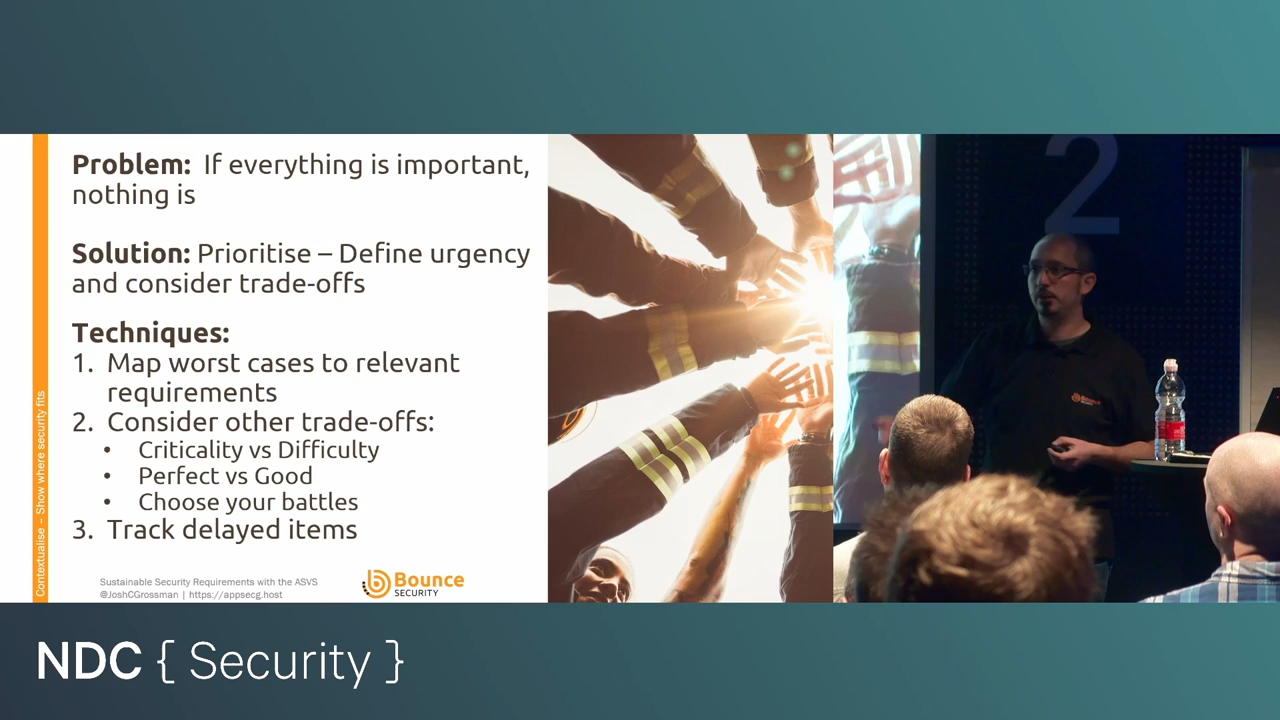 Problem: If everything is important,
nothing is
Solution: Prioritise – Define urgency
and consider trade-offs
Techniques:
1. Map worst cases to relevant
requirements
2. Consider other trade-offs:
• Criticality vs Difficulty
• Perfect vs Good
• Choose your battles
3. Track delayed items
Contextualise – Show where security fits
Sustainable Security Requirements with the ASVS
@JoshCGrossman | https://appsecg.host
Bounce
SECURITY
2
Bounce
NDC { Security }